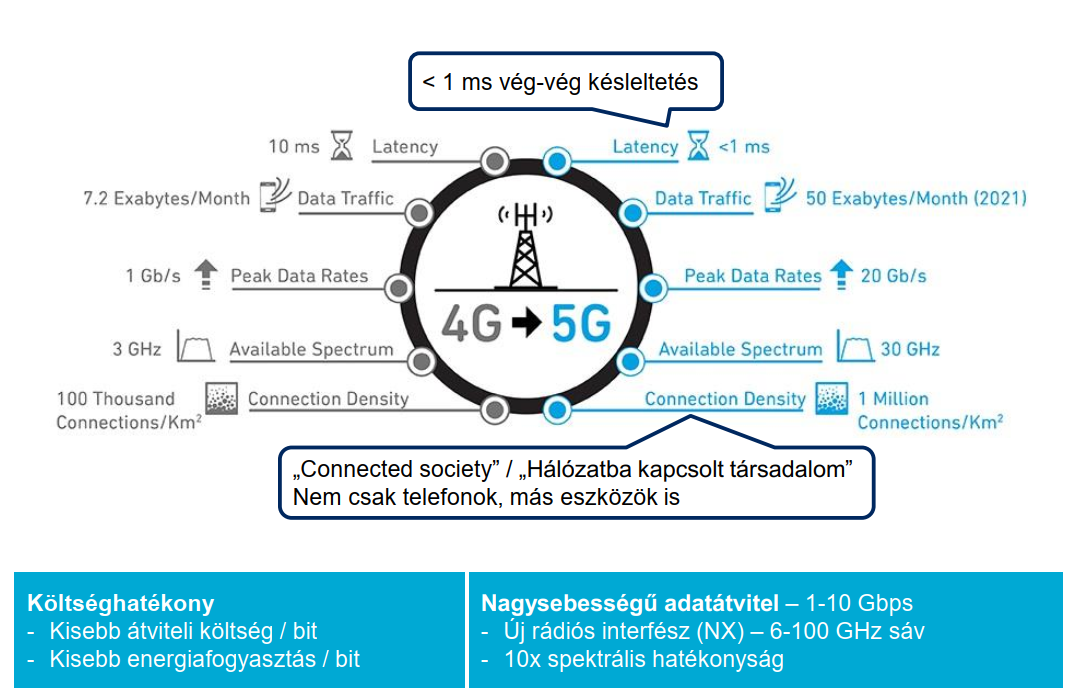 < 1 ms vég-vég késleltetés
10 ms Latency
Latency <1 ms
7.2 Exabytes/Month Data Traffic
Data Traffic 50 Exabytes/Month (2021)
1 Gb/s Peak Data Rates
Peak Data Rates 20 Gb/s
4G 5G
3 GHz Available Spectrum
Available Spectrum 30 GHz
100 Thousand
Connections/Km²
Connection Density
Connection Density
1 Million
Connections/Km²
„Connected society” / „Hálózatba kapcsolt társadalom”
Nem csak telefonok, más eszközök is
Költséghatékony
- Kisebb átviteli költség / bit
- Kisebb energiafogyasztás / bit
Nagysebességű adatátvitel – 1-10 Gbps
- Új rádiós interfész (NX) – 6-100 GHz sáv
- 10x spektrális hatékonyság